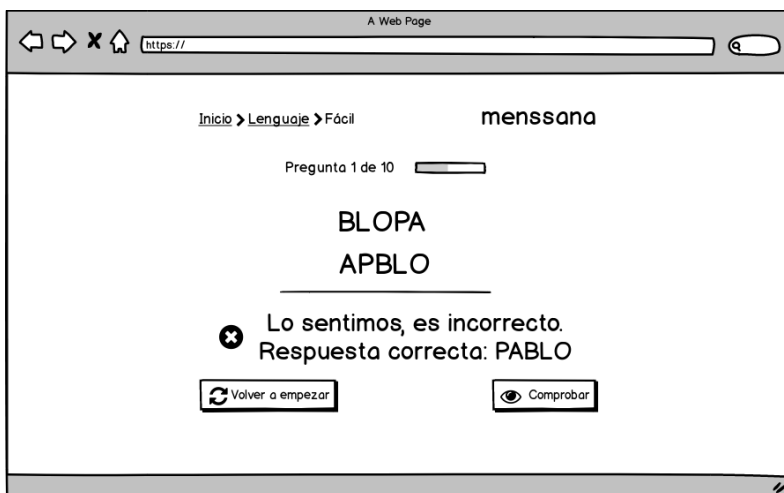 A Web Page
https://
Inicio > Lenguaje > Fácil
menssana
Pregunta 1 de 10
BLOPA
APBLO
Lo sentimos, es incorrecto.
Respuesta correcta: PABLO
Volver a empezar
Comprobar